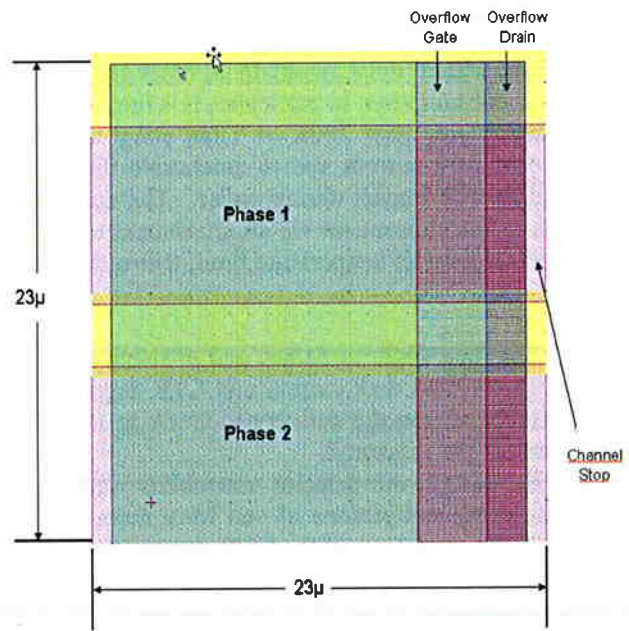 Overflow Gate
Overflow Drain
Phase 1
23μ
Phase 2
Channel Stop
23μ